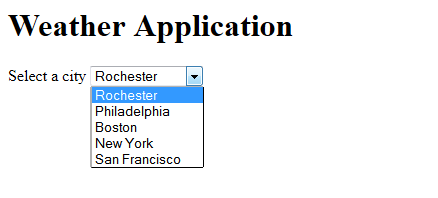 Weather Application
Select a city Rochester
Rochester
Philadelphia
Boston
New York
San Francisco